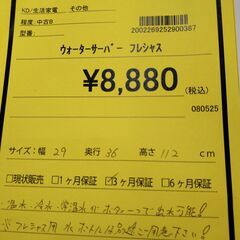 KD/生活家電 その他
程度:中古B
型番:
2002269252900387
ウォーターサーバー フレシャス
¥8,880(税込)
080525
サイズ:幅 29 奥行 36 高さ 112 cm
□現状販売 □1ヶ月保証 ☑3ヶ月保証 □6ヶ月保証
温水・冷水・常温水がボタン一つで出水可能!
※フレシャス用 水ボトルは別途ご用意下さい!